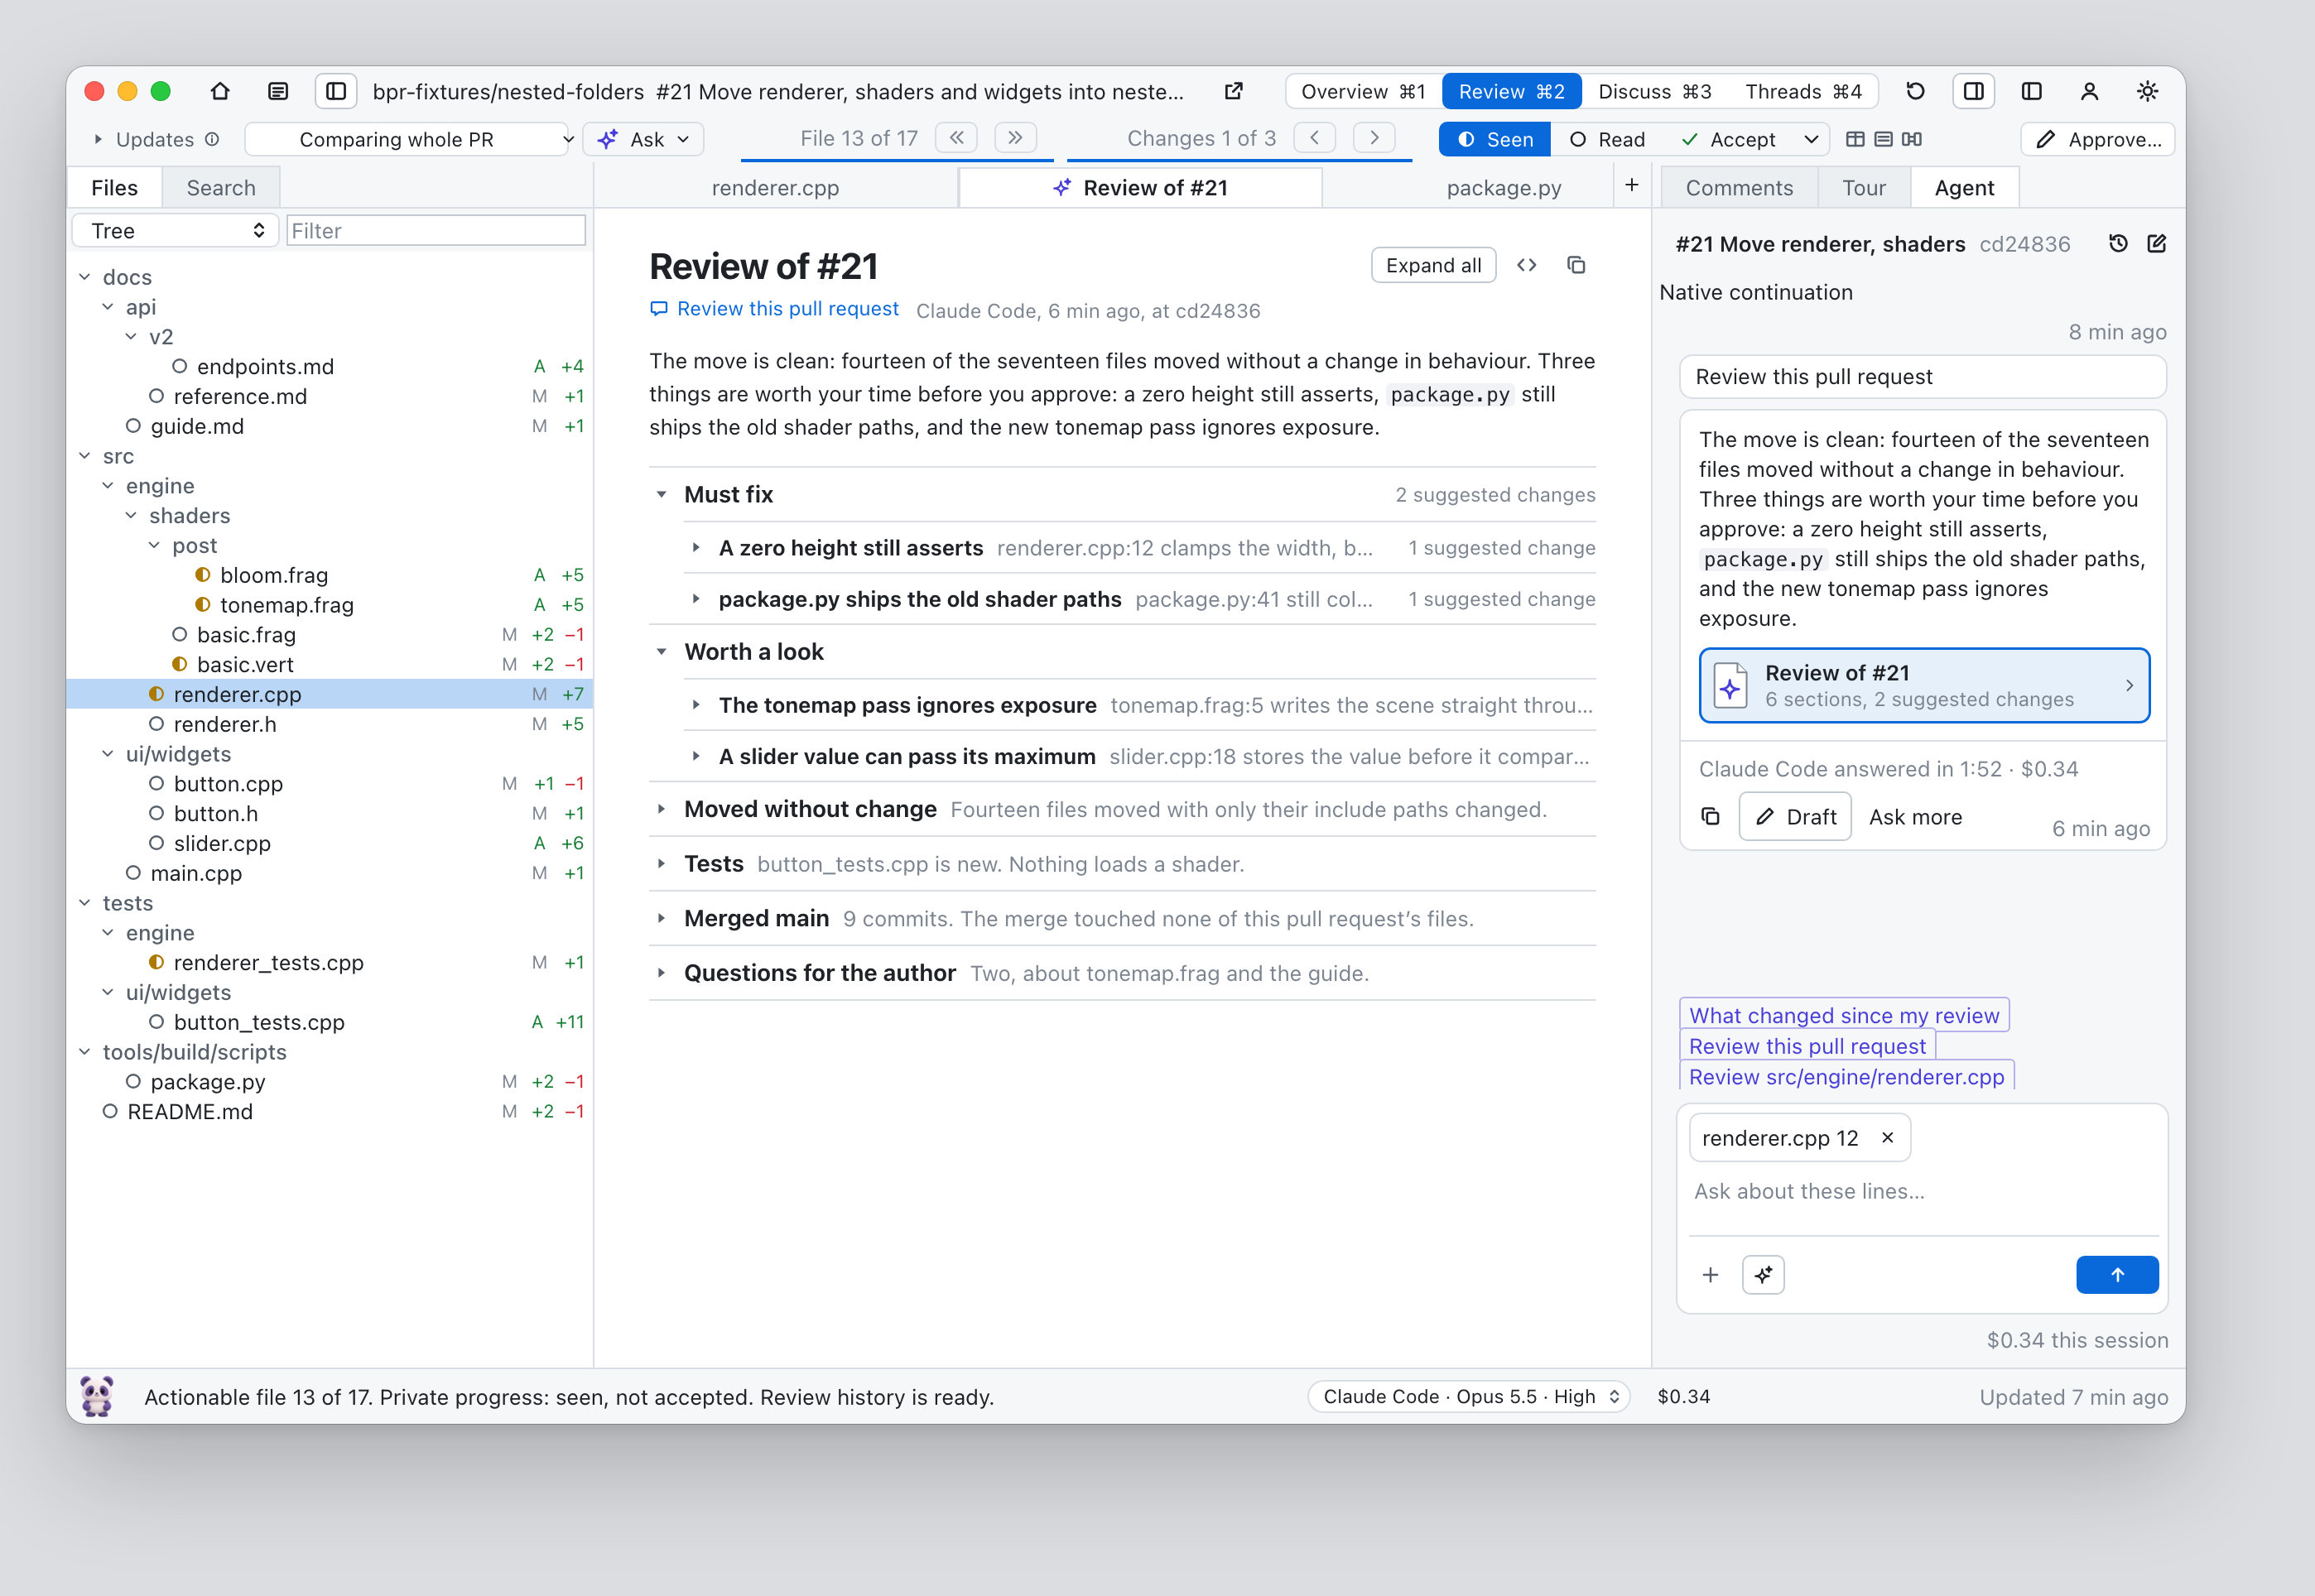 bpr-fixtures/nested-folders #21 Move renderer, shaders and widgets into neste...
Overview ⌘1 Review ⌘2 Discuss ⌘3 Threads ⌘4
Updates Comparing whole PR Ask File 13 of 17 Changes 1 of 3 Seen Read Accept Approve...
Files Search
Tree Filter
docs
api
v2
endpoints.md A +4
reference.md M +1
guide.md M +1
src
engine
shaders
post
bloom.frag A +5
tonemap.frag A +5
basic.frag M +2 −1
basic.vert M +2 −1
renderer.cpp M +7
renderer.h M +5
ui/widgets
button.cpp M +1 −1
button.h M +1
slider.cpp A +6
main.cpp M +1
tests
engine
renderer_tests.cpp M +1
ui/widgets
button_tests.cpp A +11
tools/build/scripts
package.py M +2 −1
README.md M +2 −1
renderer.cpp Review of #21 package.py +
Review of #21 Expand all
Review this pull request Claude Code, 6 min ago, at cd24836
The move is clean: fourteen of the seventeen files moved without a change in behaviour. Three
things are worth your time before you approve: a zero height still asserts, package.py still
ships the old shader paths, and the new tonemap pass ignores exposure.
Must fix 2 suggested changes
A zero height still asserts renderer.cpp:12 clamps the width, b... 1 suggested change
package.py ships the old shader paths package.py:41 still col... 1 suggested change
Worth a look
The tonemap pass ignores exposure tonemap.frag:5 writes the scene straight throu...
A slider value can pass its maximum slider.cpp:18 stores the value before it compar...
Moved without change Fourteen files moved with only their include paths changed.
Tests button_tests.cpp is new. Nothing loads a shader.
Merged main 9 commits. The merge touched none of this pull request’s files.
Questions for the author Two, about tonemap.frag and the guide.
Comments Tour Agent
#21 Move renderer, shaders cd24836
Native continuation
8 min ago
Review this pull request
The move is clean: fourteen of the seventeen
files moved without a change in behaviour.
Three things are worth your time before you
approve: a zero height still asserts,
package.py still ships the old shader paths,
and the new tonemap pass ignores
exposure.
Review of #21
6 sections, 2 suggested changes
Claude Code answered in 1:52 · $0.34
Draft Ask more 6 min ago
What changed since my review
Review this pull request
Review src/engine/renderer.cpp
renderer.cpp 12
Ask about these lines...
$0.34 this session
Actionable file 13 of 17. Private progress: seen, not accepted. Review history is ready.
Claude Code · Opus 5.5 · High $0.34 Updated 7 min ago